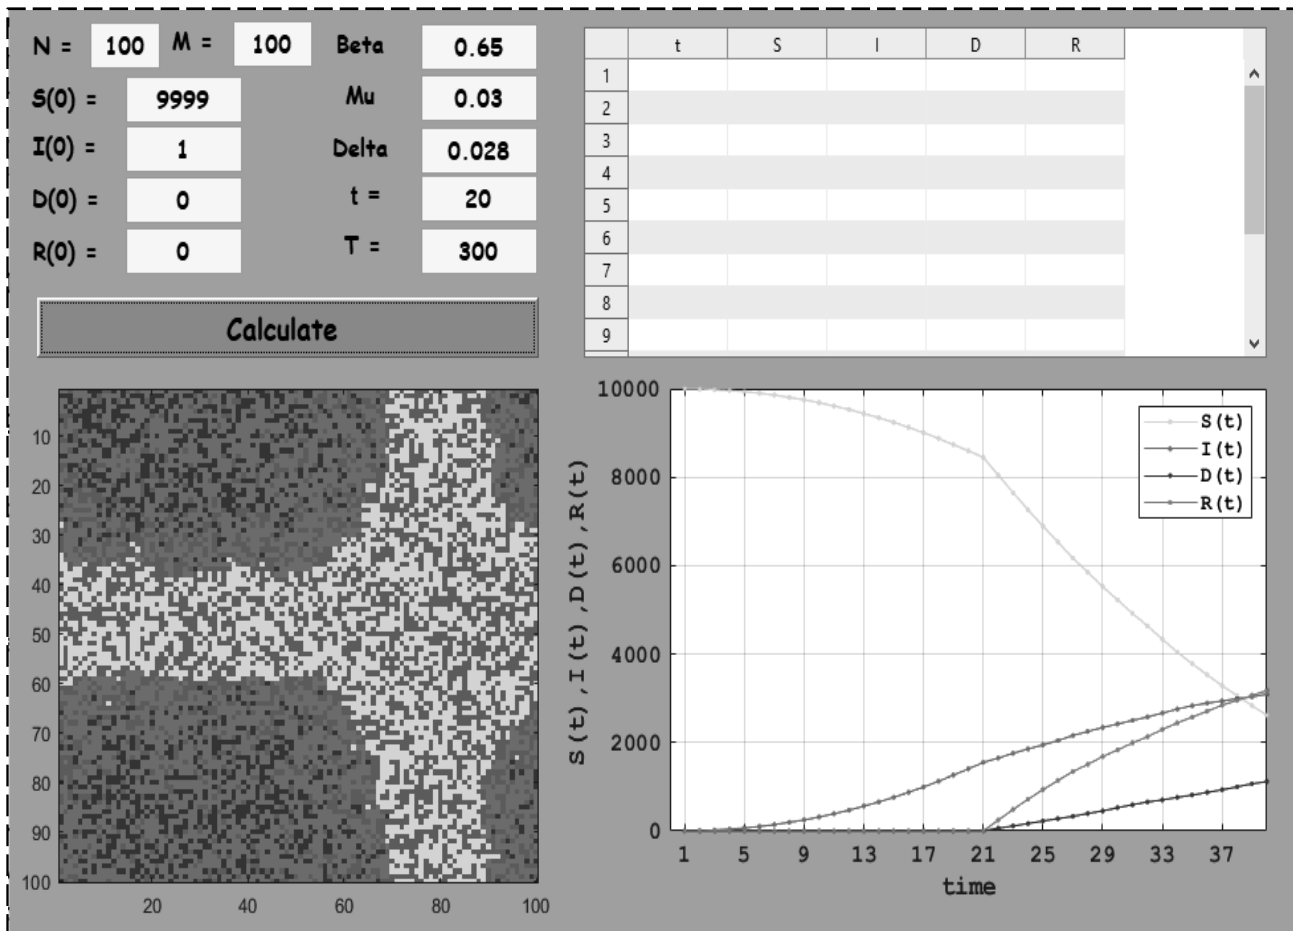 N = 100 M = 100 Beta 0.65
S(0) = 9999 Mu 0.03
I(0) = 1 Delta 0.028
D(0) = 0 t = 20
R(0) = 0 T = 300
Calculate
t S I D R
1
2
3
4
5
6
7
8
9
10
20
30
40
50
60
70
80
90
100
20 40 60 80 100
S(t),I(t),D(t),R(t)
10000
8000
6000
4000
2000
0
1 5 9 13 17 21 25 29 33 37
time
S(t)
I(t)
D(t)
R(t)